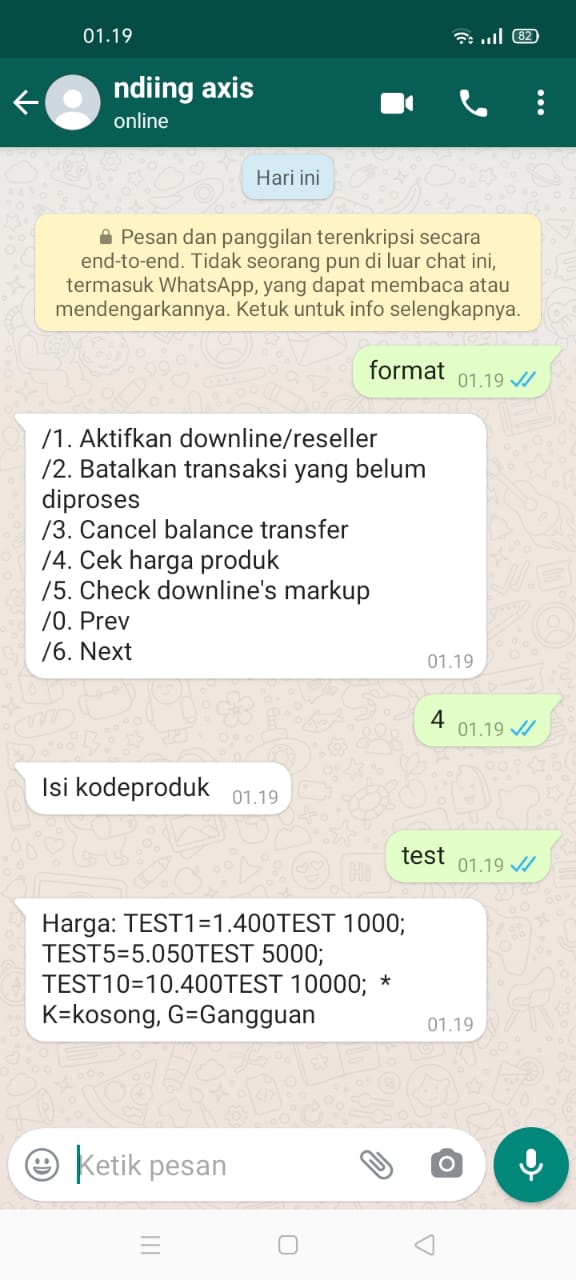 01.19
82
ndiing axis
online
Hari ini
Pesan dan panggilan terenkripsi secara
end-to-end. Tidak seorang pun di luar chat ini,
termasuk WhatsApp, yang dapat membaca atau
mendengarkannya. Ketuk untuk info selengkapnya.
format 01.19
/1. Aktifkan downline/reseller
/2. Batalkan transaksi yang belum
diproses
/3. Cancel balance transfer
/4. Cek harga produk
/5. Check downline's markup
/0. Prev
/6. Next
01.19
4 01.19
Isi kodeproduk 01.19
test 01.19
Harga: TEST1=1.400TEST 1000;
TEST5=5.050TEST 5000;
TEST10=10.400TEST 10000; *
K=kosong, G=Gangguan
01.19
Ketik pesan